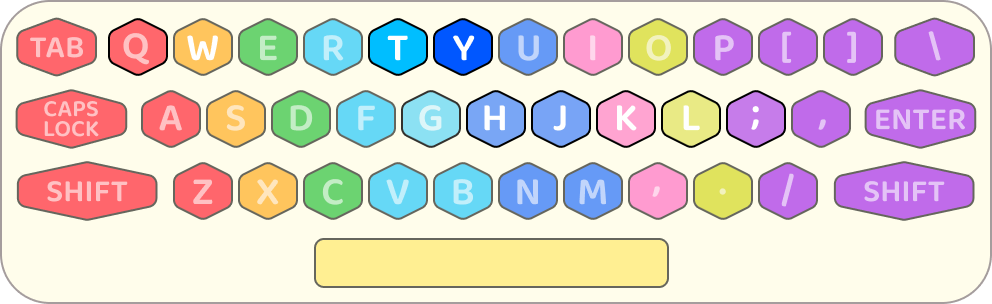 TAB Q W E R T Y U I O P [ ] \
CAPS LOCK A S D F G H J K L ; , ENTER
SHIFT Z X C V B N M , . / SHIFT